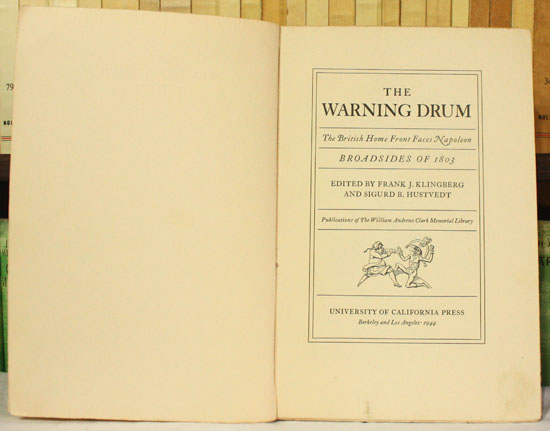 THE
WARNING DRUM
The British Home Front Faces Napoleon
BROADSIDES OF 1803
EDITED BY FRANK J. KLINGBERG
AND SIGURD B. HUSTVEDT
Publications of The William Andrews Clark Memorial Library
UNIVERSITY OF CALIFORNIA PRESS
Berkeley and Los Angeles · 1944
79